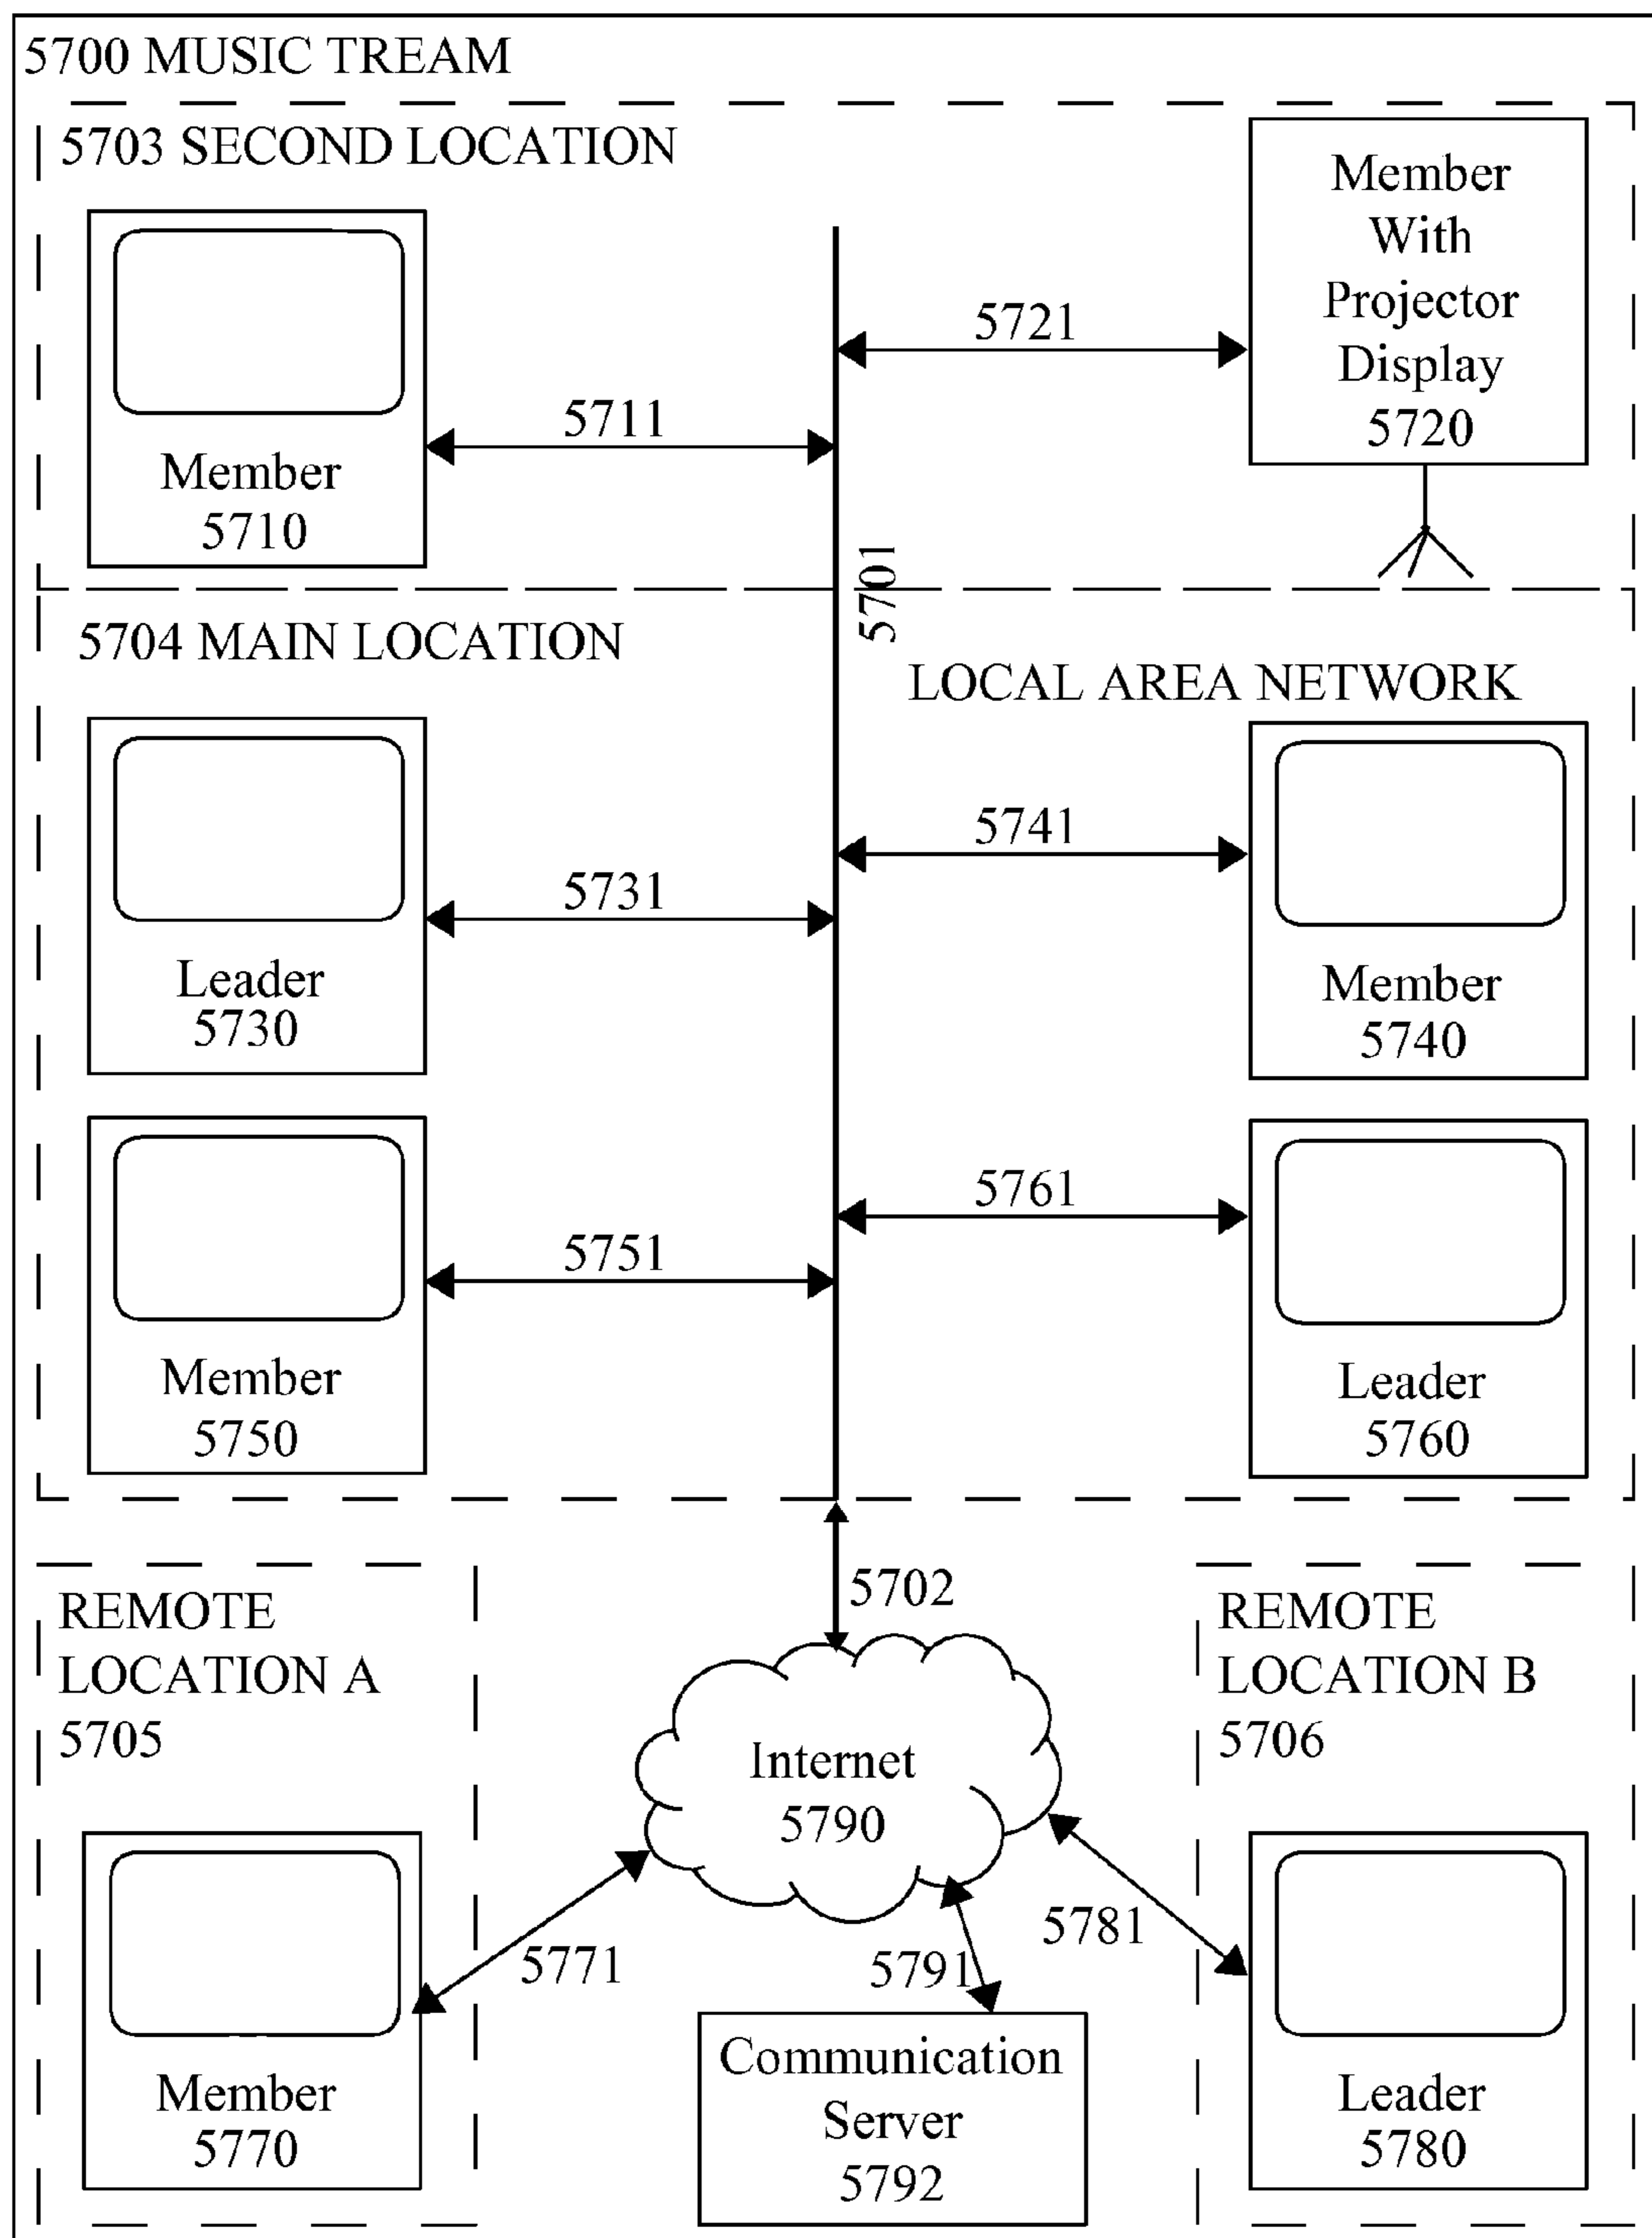 5700 MUSIC TREAM
5703 SECOND LOCATION
Member
With
Projector
Display
5720
5721
5711
Member
5710
5701
5704 MAIN LOCATION
LOCAL AREA NETWORK
5741
5731
Leader
5730
Member
5740
5761
5751
Member
5750
Leader
5760
5702
REMOTE
LOCATION A
5705
REMOTE
LOCATION B
5706
Internet
5790
5771
5791
5781
Member
5770
Communication
Server
5792
Leader
5780